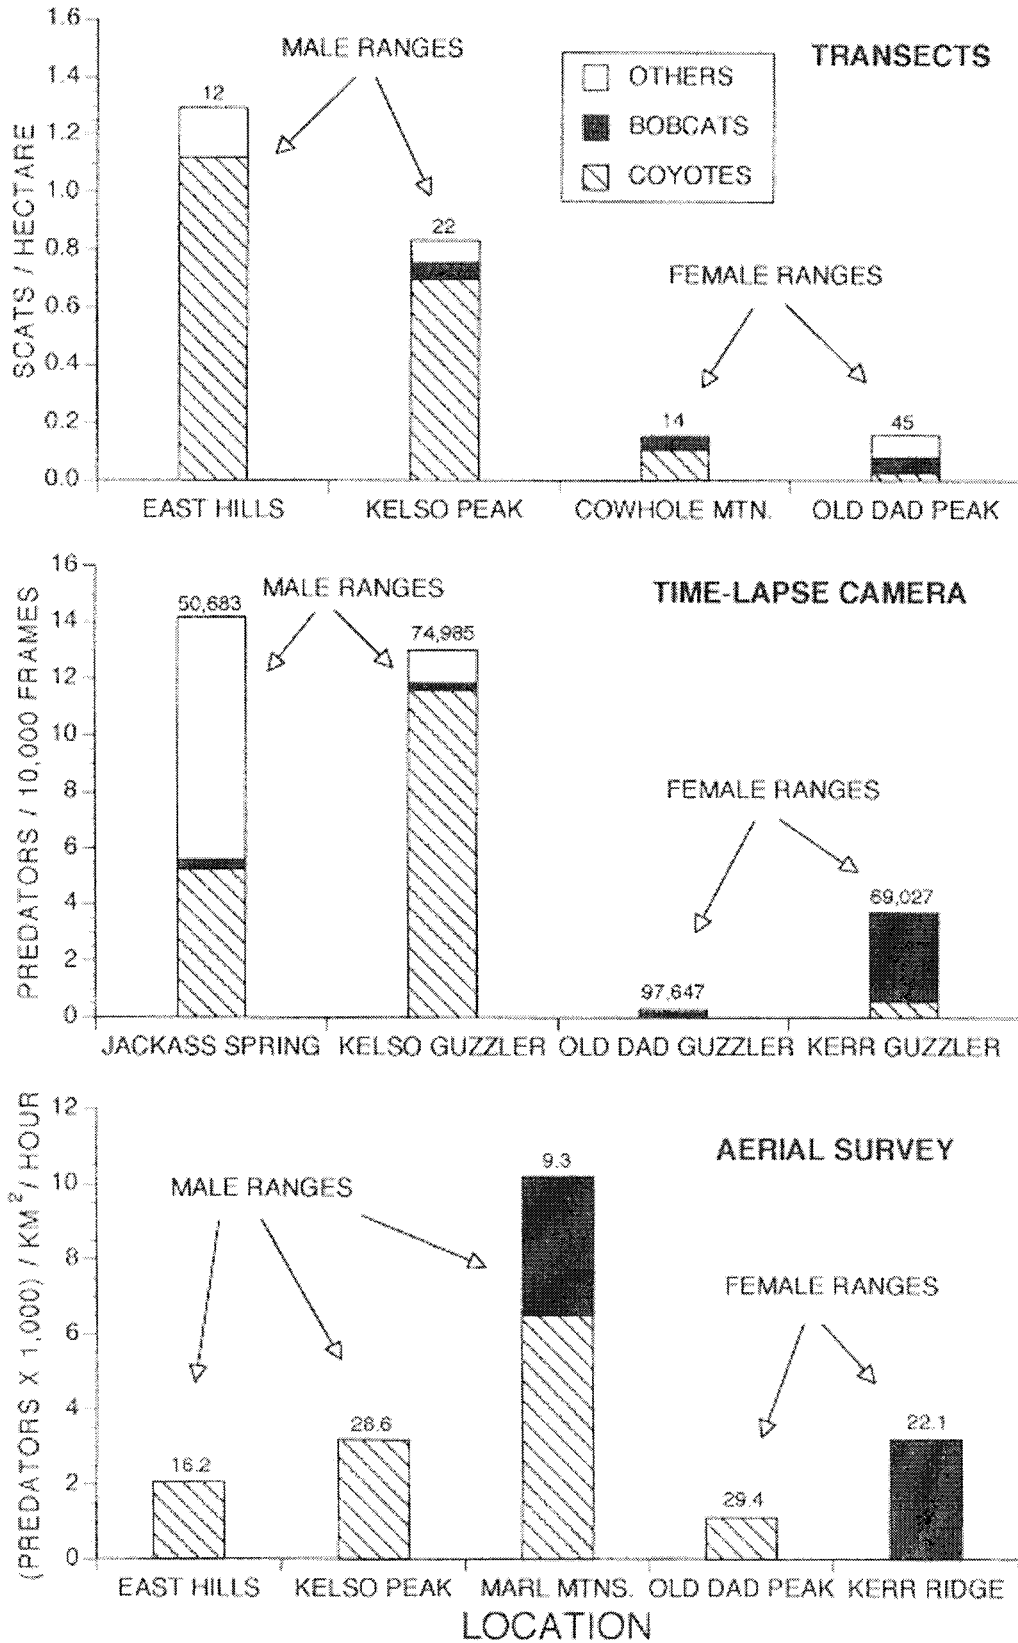 TRANSECTS
SCATS / HECTARE
1.6
1.4
1.2
1.0
0.8
0.6
0.4
0.2
0.0
MALE RANGES
OTHERS
BOBCATS
COYOTES
FEMALE RANGES
12
22
14
45
EAST HILLS KELSO PEAK COWHOLE MTN. OLD DAD PEAK
TIME-LAPSE CAMERA
PREDATORS / 10,000 FRAMES
16
14
12
10
8
6
4
2
0
MALE RANGES
FEMALE RANGES
50,683
74,985
97,647
69,027
JACKASS SPRING KELSO GUZZLER OLD DAD GUZZLER KERR GUZZLER
AERIAL SURVEY
(PREDATORS X 1,000) / KM² / HOUR
12
10
8
6
4
2
0
MALE RANGES
FEMALE RANGES
16.2
28.6
9.3
29.4
22.1
EAST HILLS KELSO PEAK MARL MTNS. OLD DAD PEAK KERR RIDGE
LOCATION